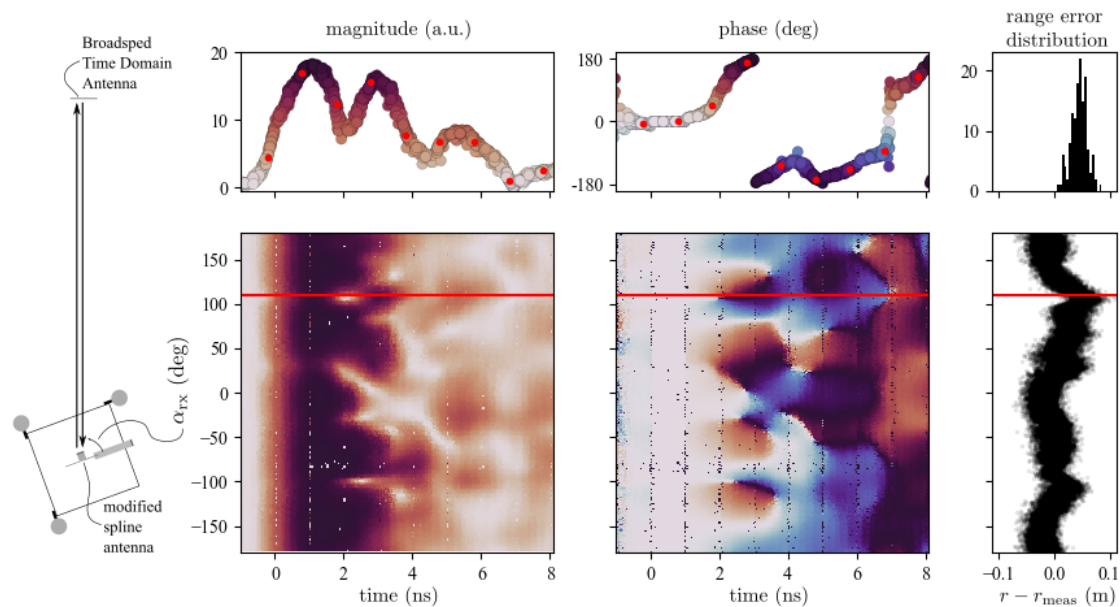 Broadsped
Time Domain
Antenna
magnitude (a.u.)
phase (deg)
range error
distribution
20
10
0
180
0
-180
20
10
0
α_rx (deg)
150
100
50
0
−50
−100
−150
modified
spline
antenna
0 2 4 6 8
time (ns)
0 2 4 6 8
time (ns)
−0.1 0.0 0.1
r − r_meas (m)